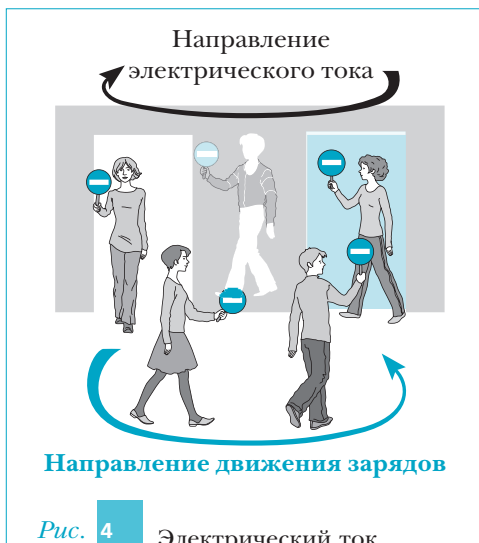 Направление
электрического тока
Направление движения зарядов
Рис. 4 Электрический ток